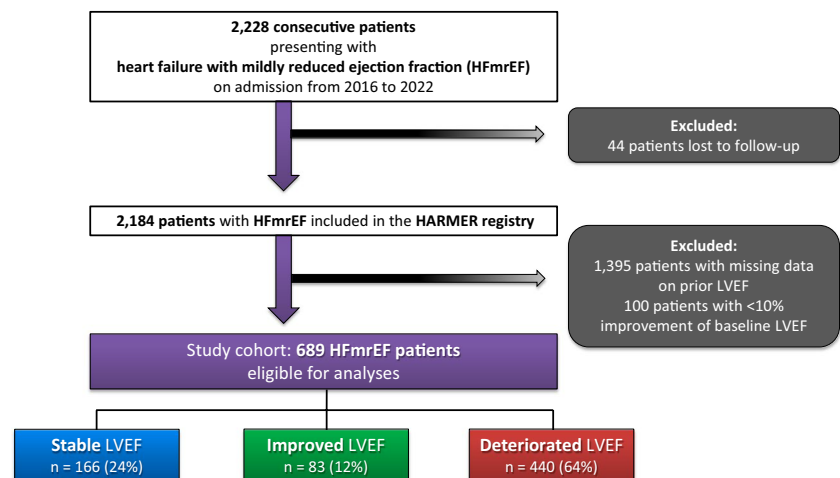 2,228 consecutive patients
presenting with
heart failure with mildly reduced ejection fraction (HFmrEF)
on admission from 2016 to 2022
Excluded:
44 patients lost to follow-up
2,184 patients with HFmrEF included in the HARMER registry
Excluded:
1,395 patients with missing data
on prior LVEF
100 patients with <10%
improvement of baseline LVEF
Study cohort: 689 HFmrEF patients
eligible for analyses
Stable LVEF
n = 166 (24%)
Improved LVEF
n = 83 (12%)
Deteriorated LVEF
n = 440 (64%)